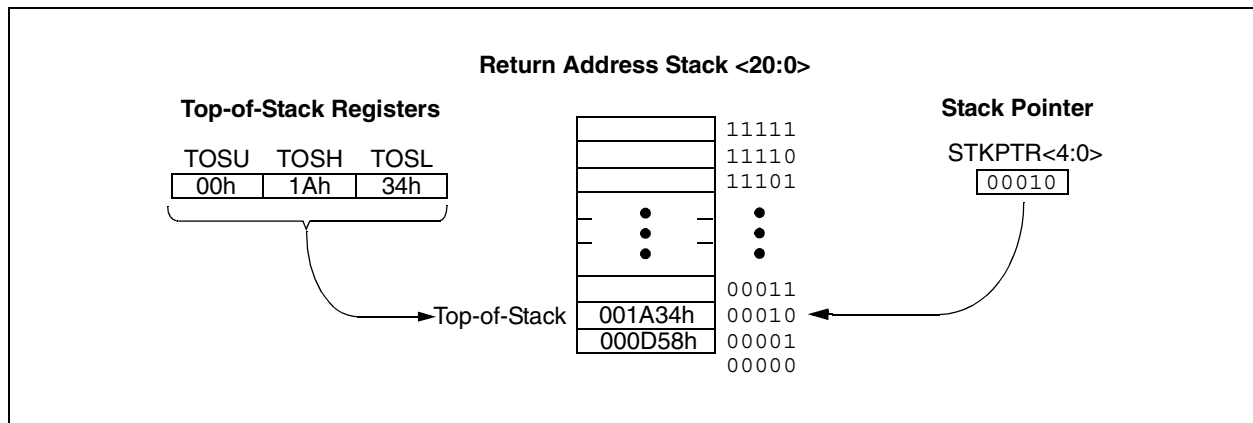 Return Address Stack <20:0>
Top-of-Stack Registers
Stack Pointer
TOSU TOSH TOSL
STKPTR<4:0>
00h 1Ah 34h
00010
11111
11110
11101
00011
Top-of-Stack 001A34h 00010
000D58h 00001
00000